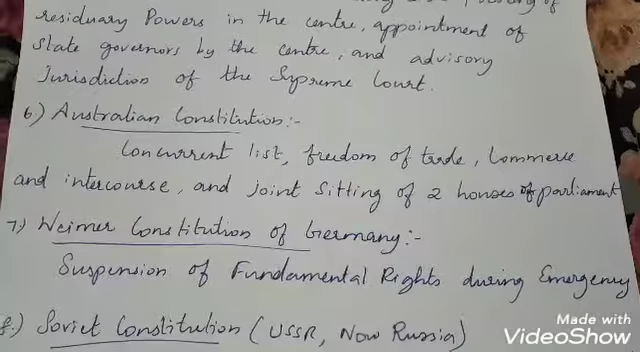 residuary Powers in the centre, appointment of
state governors by the centre, and advisory
Jurisdiction of the Supreme Court.
6) Australian Constitution:-
Concurrent list, freedom of trade, Commerce
and intercourse, and joint Sitting of 2 houses of parliament
7) Weimer Constitution of Germany:-
Suspension of Fundamental Rights during Emergency
8.) Soviet Constitution (USSR, Now Russia)
Made with
VideoShow